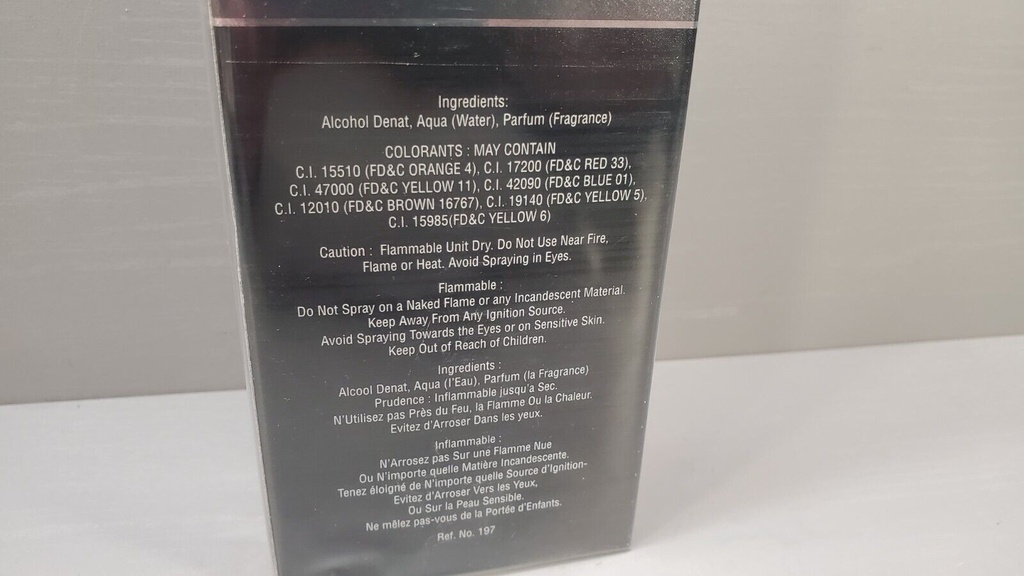 Ingredients:
Alcohol Denat, Aqua (Water), Parfum (Fragrance)
COLORANTS : MAY CONTAIN
C.I. 15510 (FD&C ORANGE 4), C.I. 17200 (FD&C RED 33),
C.I. 47000 (FD&C YELLOW 11), C.I. 42090 (FD&C BLUE 01),
C.I. 12010 (FD&C BROWN 16767), C.I. 19140 (FD&C YELLOW 5),
C.I. 15985(FD&C YELLOW 6)
Caution : Flammable Unit Dry. Do Not Use Near Fire,
Flame or Heat. Avoid Spraying in Eyes.
Flammable :
Do Not Spray on a Naked Flame or any Incandescent Material.
Keep Away From Any Ignition Source.
Avoid Spraying Towards the Eyes or on Sensitive Skin.
Keep Out of Reach of Children.
Ingredients :
Alcool Denat, Aqua (l'Eau), Parfum (la Fragrance)
Prudence : Inflammable jusqu'a Sec.
N'Utilisez pas Près du Feu, la Flamme Ou la Chaleur.
Evitez d'Arroser Dans les yeux.
Inflammable :
N'Arrosez pas Sur une Flamme Nue
Ou N'importe quelle Matière Incandescente.
Tenez éloigné de N'importe quelle Source d'Ignition-
Evitez d'Arroser Vers les Yeux,
Ou Sur la Peau Sensible.
Ne mêlez pas-vous de la Portée d'Enfants.
Ref. No. 197